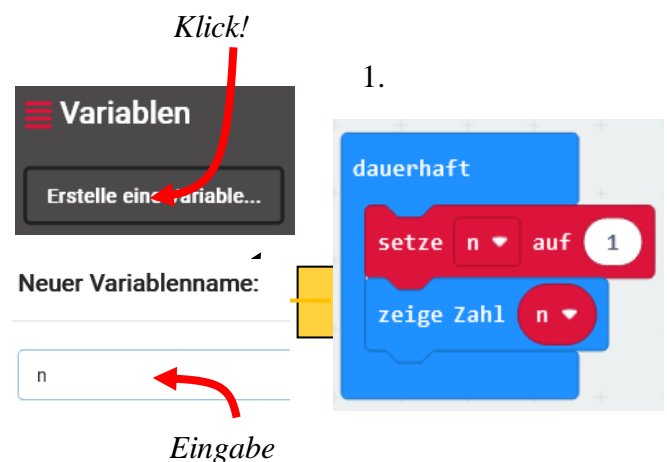 Klick!
1.
Variablen
Erstelle eine Variable...
Neuer Variablenname:
n
Eingabe
dauerhaft
setze n auf 1
zeige Zahl n